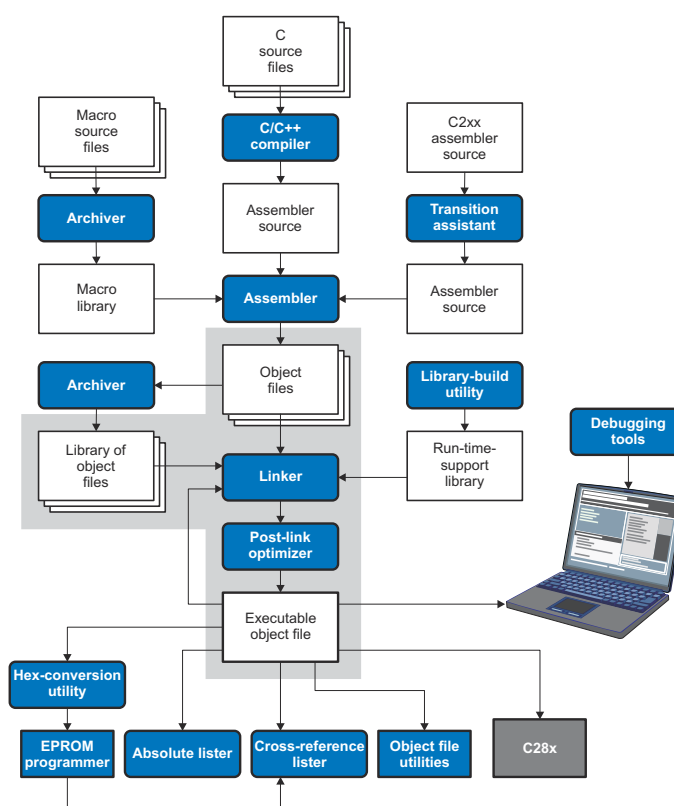 C
source
files
Macro
source
files
C/C++
compiler
C2xx
assembler
source
Archiver
Assembler
source
Transition
assistant
Macro
library
Assembler
Assembler
source
Archiver
Object
files
Library-build
utility
Debugging
tools
Library of
object
files
Linker
Run-time-
support
library
Post-link
optimizer
Executable
object file
Hex-conversion
utility
EPROM
programmer
Absolute lister
Cross-reference
lister
Object file
utilities
C28x